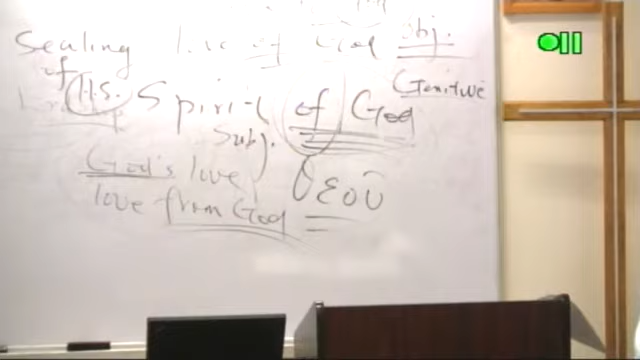 Sealing love of God obj.
of H.S. Spirit of God Genitive
Subj.
God's love θεοῦ
love from God